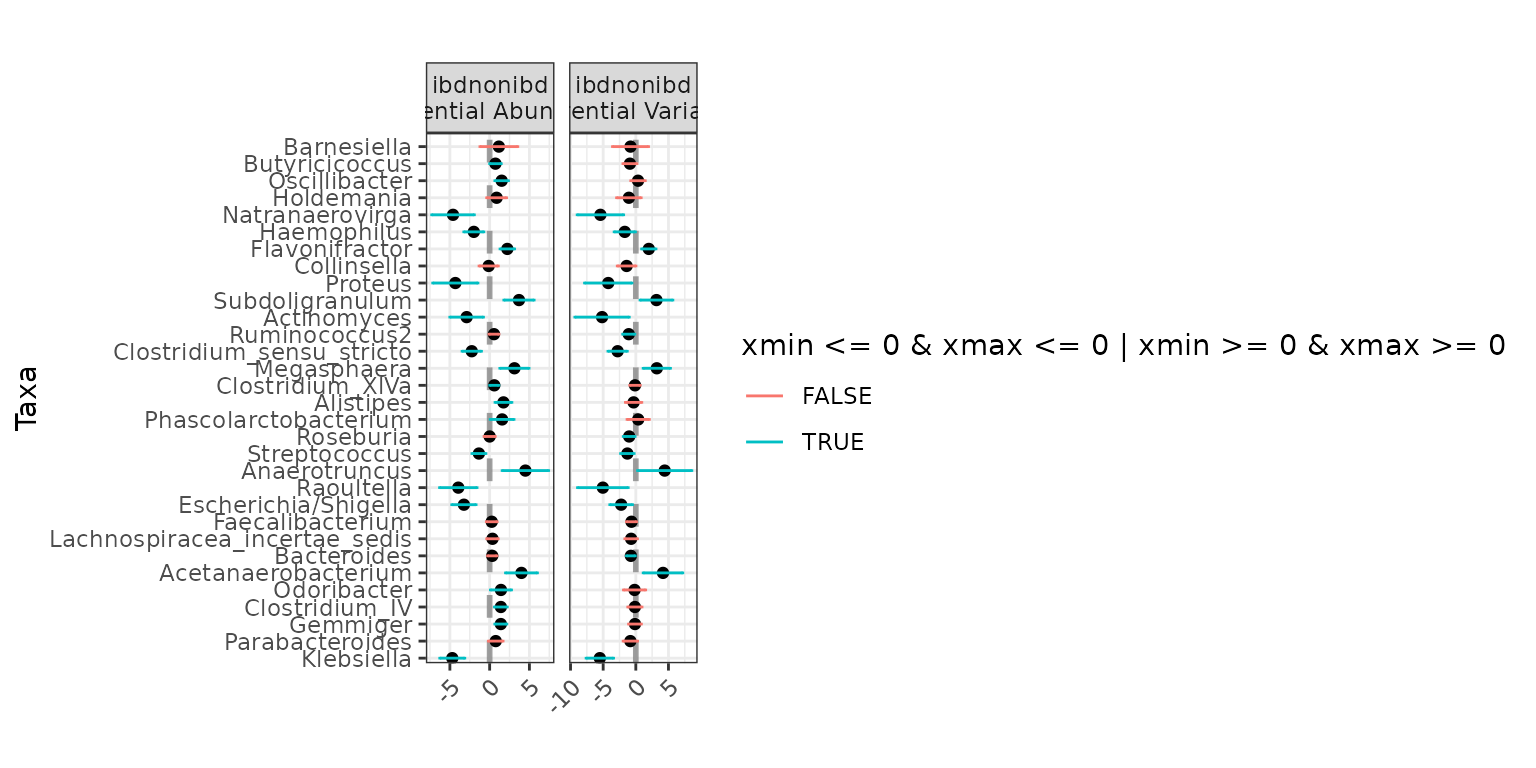 ibdnonibd
ential Abun
ibdnonibd
ential Varia
Taxa
Barnesiella
Butyricicoccus
Oscillibacter
Holdemania
Natranaerovirga
Haemophilus
Flavonifractor
Collinsella
Proteus
Subdoligranulum
Actinomyces
Ruminococcus2
Clostridium_sensu_stricto
Megasphaera
Clostridium_XlVa
Alistipes
Phascolarctobacterium
Roseburia
Streptococcus
Anaerotruncus
Raoultella
Escherichia/Shigella
Faecalibacterium
Lachnospiracea_incertae_sedis
Bacteroides
Acetanaerobacterium
Odoribacter
Clostridium_IV
Gemmiger
Parabacteroides
Klebsiella
-5 0 5
-10 -5 0 5
xmin <= 0 & xmax <= 0 | xmin >= 0 & xmax >= 0
FALSE
TRUE